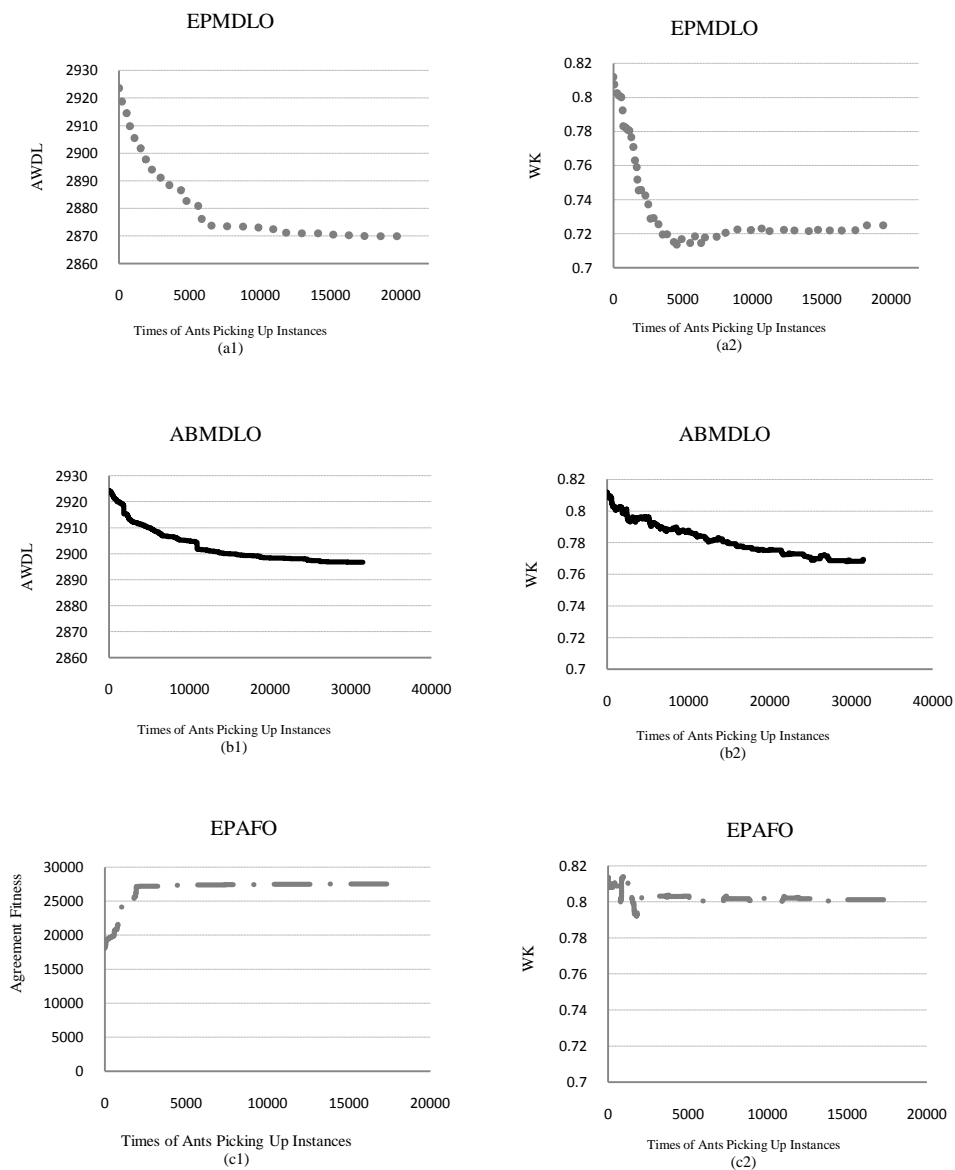 EPMDLO
AWDL
2930
2920
2910
2900
2890
2880
2870
2860
0 5000 10000 15000 20000
Times of Ants Picking Up Instances
(a1)
EPMDLO
WK
0.82
0.8
0.78
0.76
0.74
0.72
0.7
0 5000 10000 15000 20000
Times of Ants Picking Up Instances
(a2)
ABMDLO
AWDL
2930
2920
2910
2900
2890
2880
2870
2860
0 10000 20000 30000 40000
Times of Ants Picking Up Instances
(b1)
ABMDLO
WK
0.82
0.8
0.78
0.76
0.74
0.72
0.7
0 10000 20000 30000 40000
Times of Ants Picking Up Instances
(b2)
EPAFO
Agreement Fitness
30000
25000
20000
15000
10000
5000
0
0 5000 10000 15000 20000
Times of Ants Picking Up Instances
(c1)
EPAFO
WK
0.82
0.8
0.78
0.76
0.74
0.72
0.7
0 5000 10000 15000 20000
Times of Ants Picking Up Instances
(c2)